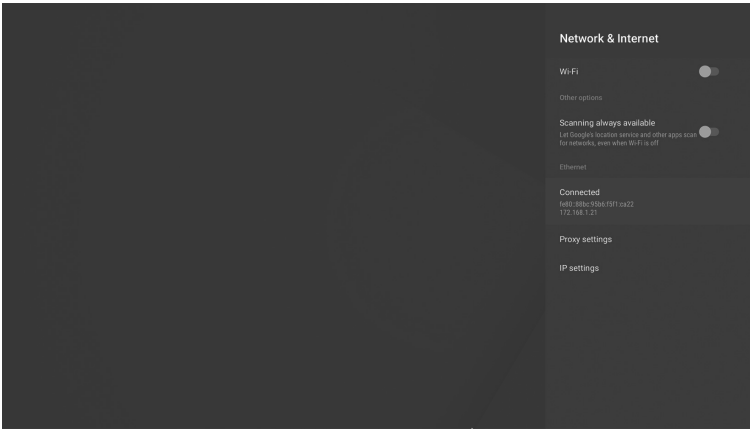 Network & Internet
Wi-Fi
Other options
Scanning always available
Let Google's location service and other apps scan
for networks, even when Wi-Fi is off
Ethernet
Connected
fe80::88bc:95b6:f5f1:ca22
172.168.1.21
Proxy settings
IP settings